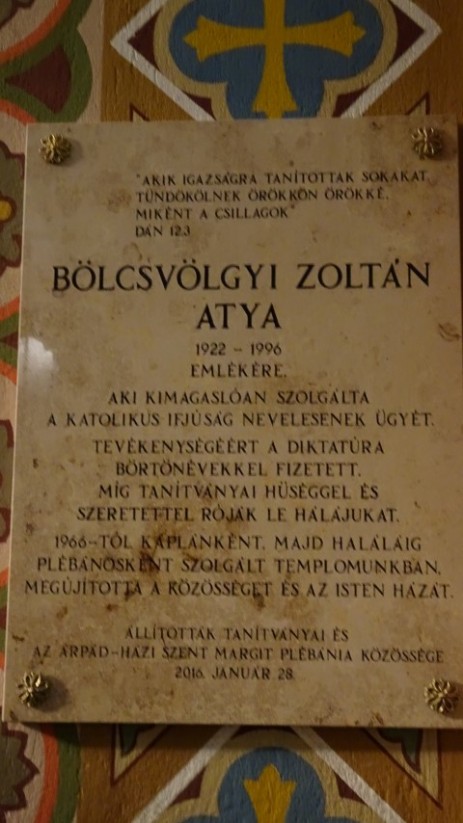 "AKIK IGAZSÁGRA TANÍTOTTAK SOKAKAT,
TÜNDÖKÖLNEK ÖRÖKKÖN ÖRÖKKÉ,
MIKÉNT A CSILLAGOK"
DÁN 12,3
BÖLCSVÖLGYI ZOLTÁN
ATYA
1922 – 1996
EMLÉKÉRE,
AKI KIMAGASLÓAN SZOLGÁLTA
A KATOLIKUS IFJÚSÁG NEVELÉSÉNEK ÜGYÉT.
TEVÉKENYSÉGÉÉRT A DIKTATÚRA
BÖRTÖNÉVEKKEL FIZETETT,
MÍG TANÍTVÁNYAI HŰSÉGGEL ÉS
SZERETETTEL RÓJÁK LE HÁLÁJUKAT.
1966-TÓL KÁPLÁNKÉNT, MAJD HALÁLÁIG
PLÉBÁNOSKÉNT SZOLGÁLT TEMPLOMUNKBAN,
MEGÚJÍTOTTA A KÖZÖSSÉGET ÉS AZ ISTEN HÁZÁT.
ÁLLÍTOTTÁK TANÍTVÁNYAI ÉS
AZ ÁRPÁD-HÁZI SZENT MARGIT PLÉBÁNIA KÖZÖSSÉGE
2016. JANUÁR 28.